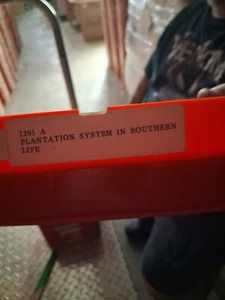 1201 A
PLANTATION SYSTEM IN SOUTHERN
LIFE